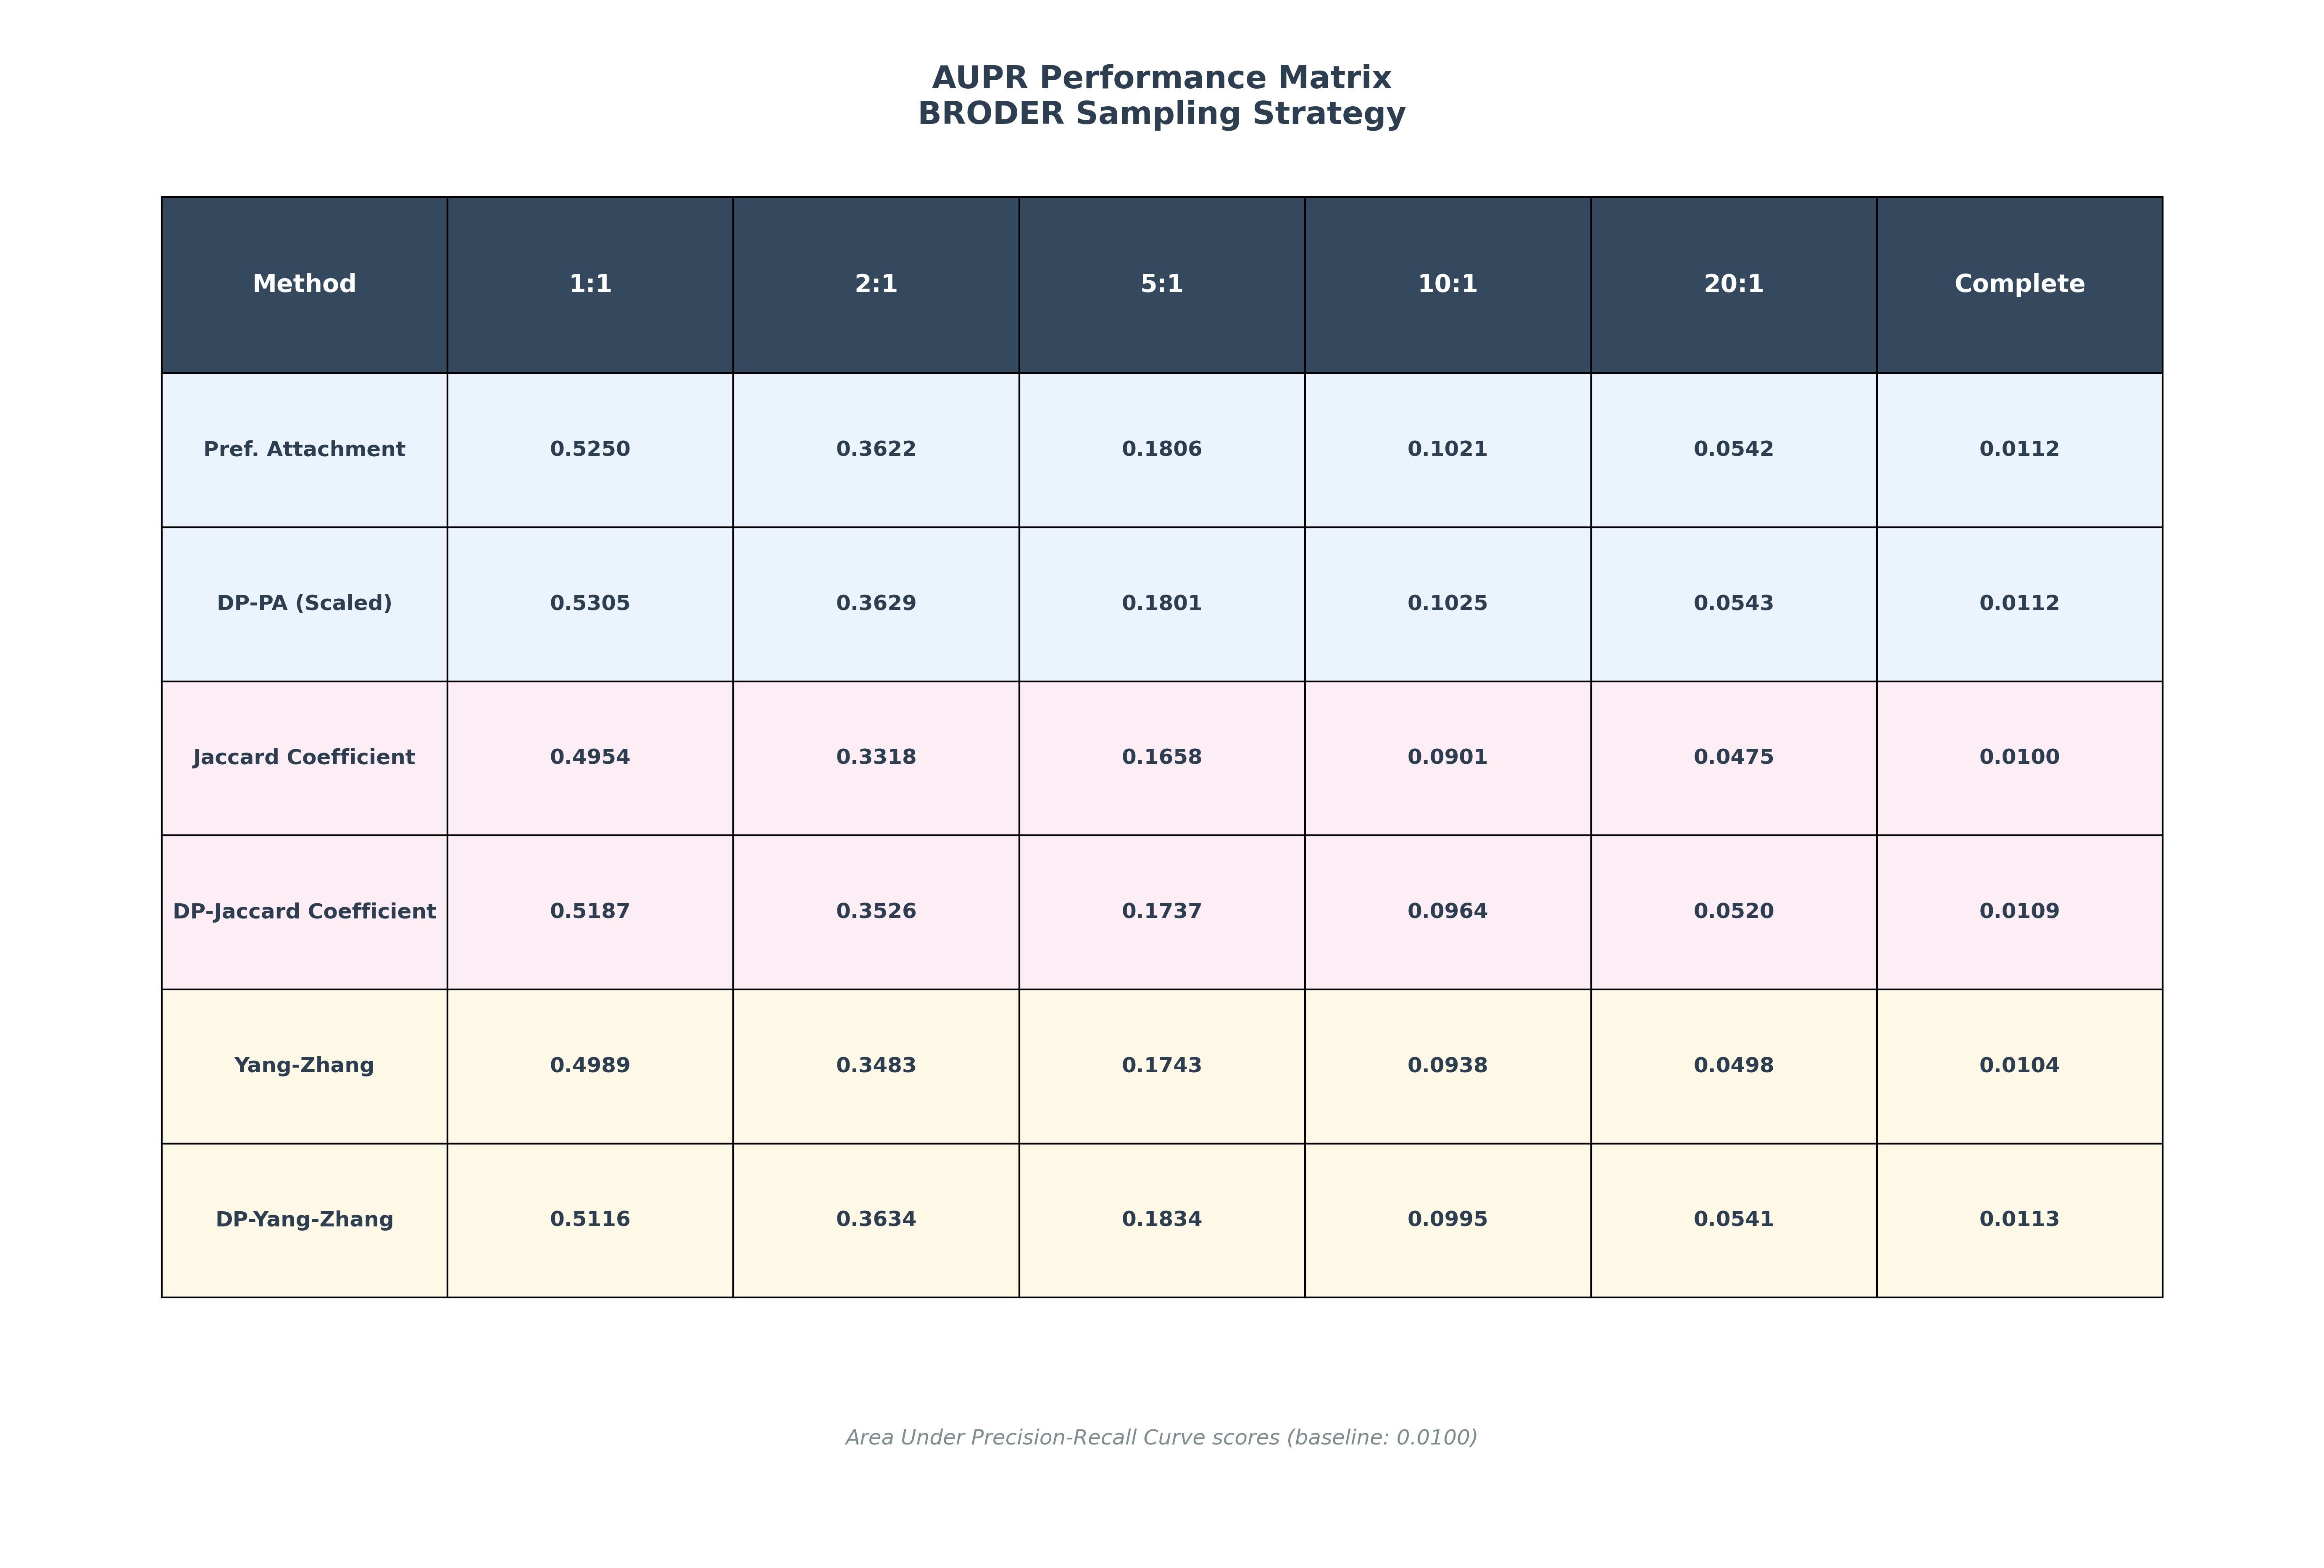 AUPR Performance Matrix
BRODER Sampling Strategy
Method 1:1 2:1 5:1 10:1 20:1 Complete
Pref. Attachment 0.5250 0.3622 0.1806 0.1021 0.0542 0.0112
DP-PA (Scaled) 0.5305 0.3629 0.1801 0.1025 0.0543 0.0112
Jaccard Coefficient 0.4954 0.3318 0.1658 0.0901 0.0475 0.0100
DP-Jaccard Coefficient 0.5187 0.3526 0.1737 0.0964 0.0520 0.0109
Yang-Zhang 0.4989 0.3483 0.1743 0.0938 0.0498 0.0104
DP-Yang-Zhang 0.5116 0.3634 0.1834 0.0995 0.0541 0.0113
Area Under Precision-Recall Curve scores (baseline: 0.0100)